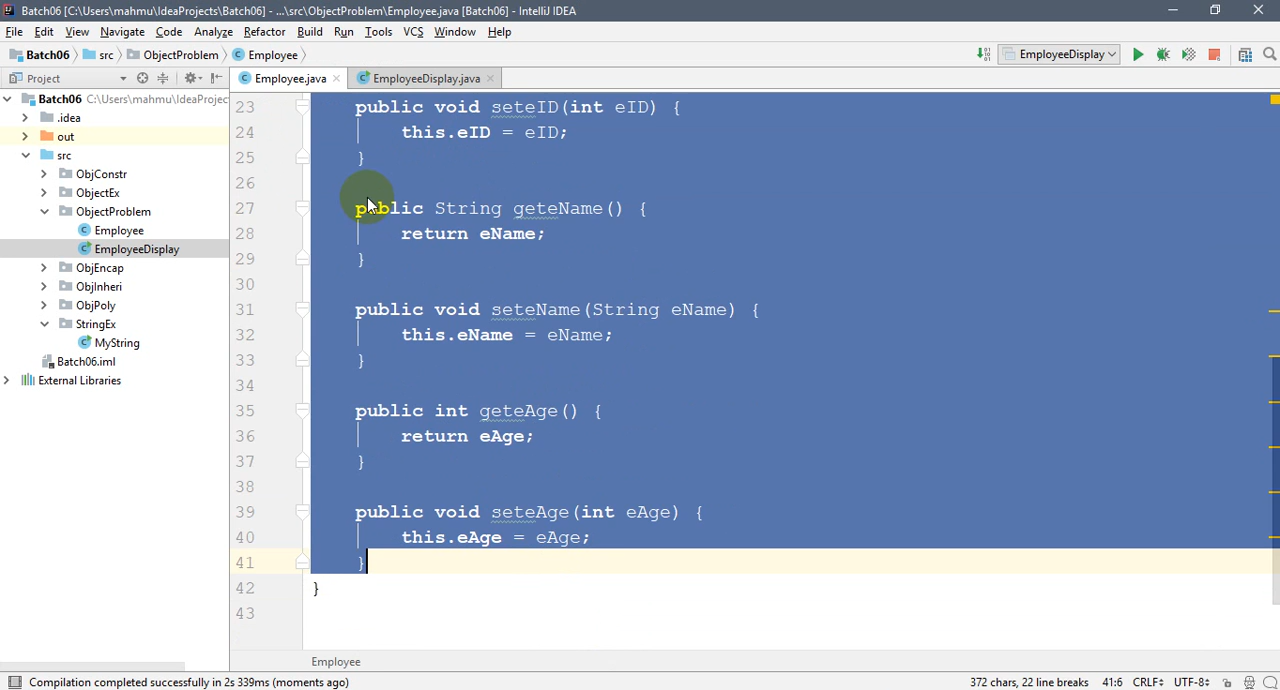 Batch06 [C:\Users\mahmu\IdeaProjects\Batch06] - ...\src\ObjectProblem\Employee.java [Batch06] - IntelliJ IDEA
File Edit View Navigate Code Analyze Refactor Build Run Tools VCS Window Help
Batch06 src ObjectProblem Employee EmployeeDisplay
Project Employee.java EmployeeDisplay.java
Batch06 C:\Users\mahmu\IdeaProjec
.idea
out
src
ObjConstr
ObjectEx
ObjectProblem
Employee
EmployeeDisplay
ObjEncap
ObjInheri
ObjPoly
StringEx
MyString
Batch06.iml
External Libraries
23 public void seteID(int eID) {
24 this.eID = eID;
25 }
26
27 public String geteName() {
28 return eName;
29 }
30
31 public void seteName(String eName) {
32 this.eName = eName;
33 }
34
35 public int geteAge() {
36 return eAge;
37 }
38
39 public void seteAge(int eAge) {
40 this.eAge = eAge;
41 }
42 }
43
Employee
Compilation completed successfully in 2s 339ms (moments ago) 372 chars, 22 line breaks 41:6 CRLF UTF-8